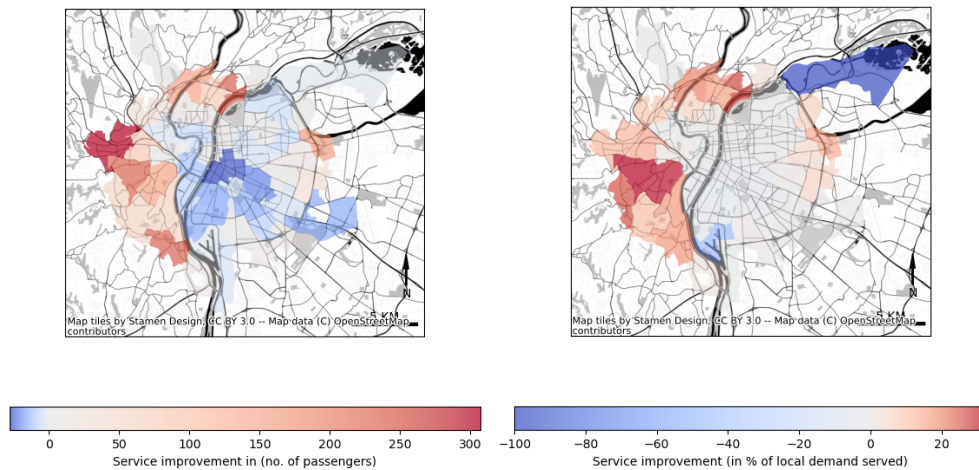 N
5 KM
Map tiles by Stamen Design, CC BY 3.0 -- Map data (C) OpenStreetMap
contributors
N
5 KM
Map tiles by Stamen Design, CC BY 3.0 -- Map data (C) OpenStreetMap
contributors
0 50 100 150 200 250 300
Service improvement in (no. of passengers)
−100 −80 −60 −40 −20 0 20
Service improvement (in % of local demand served)